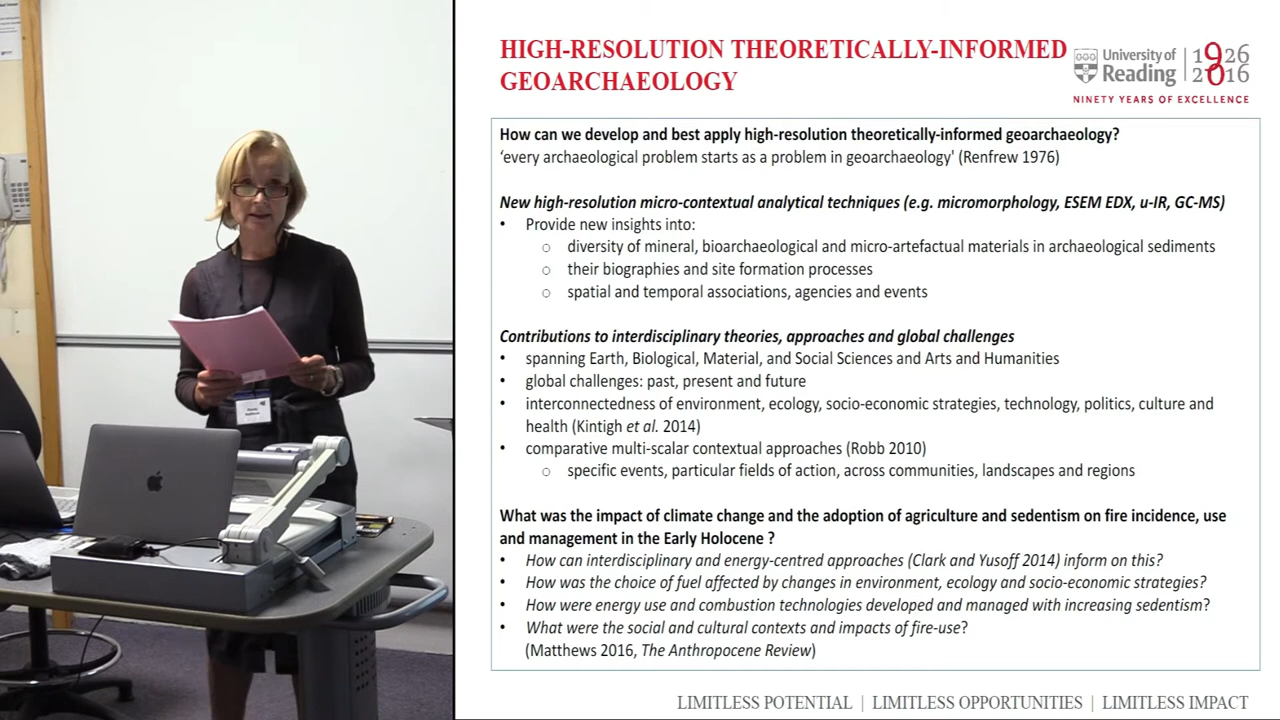 HIGH-RESOLUTION THEORETICALLY-INFORMED
GEOARCHAEOLOGY
University of
Reading
1926
2016
NINETY YEARS OF EXCELLENCE
How can we develop and best apply high-resolution theoretically-informed geoarchaeology?
‘every archaeological problem starts as a problem in geoarchaeology' (Renfrew 1976)
New high-resolution micro-contextual analytical techniques (e.g. micromorphology, ESEM EDX, u-IR, GC-MS)
• Provide new insights into:
○ diversity of mineral, bioarchaeological and micro-artefactual materials in archaeological sediments
○ their biographies and site formation processes
○ spatial and temporal associations, agencies and events
Contributions to interdisciplinary theories, approaches and global challenges
• spanning Earth, Biological, Material, and Social Sciences and Arts and Humanities
• global challenges: past, present and future
• interconnectedness of environment, ecology, socio-economic strategies, technology, politics, culture and
health (Kintigh et al. 2014)
• comparative multi-scalar contextual approaches (Robb 2010)
○ specific events, particular fields of action, across communities, landscapes and regions
What was the impact of climate change and the adoption of agriculture and sedentism on fire incidence, use
and management in the Early Holocene ?
• How can interdisciplinary and energy-centred approaches (Clark and Yusoff 2014) inform on this?
• How was the choice of fuel affected by changes in environment, ecology and socio-economic strategies?
• How were energy use and combustion technologies developed and managed with increasing sedentism?
• What were the social and cultural contexts and impacts of fire-use?
(Matthews 2016, The Anthropocene Review)
LIMITLESS POTENTIAL | LIMITLESS OPPORTUNITIES | LIMITLESS IMPACT